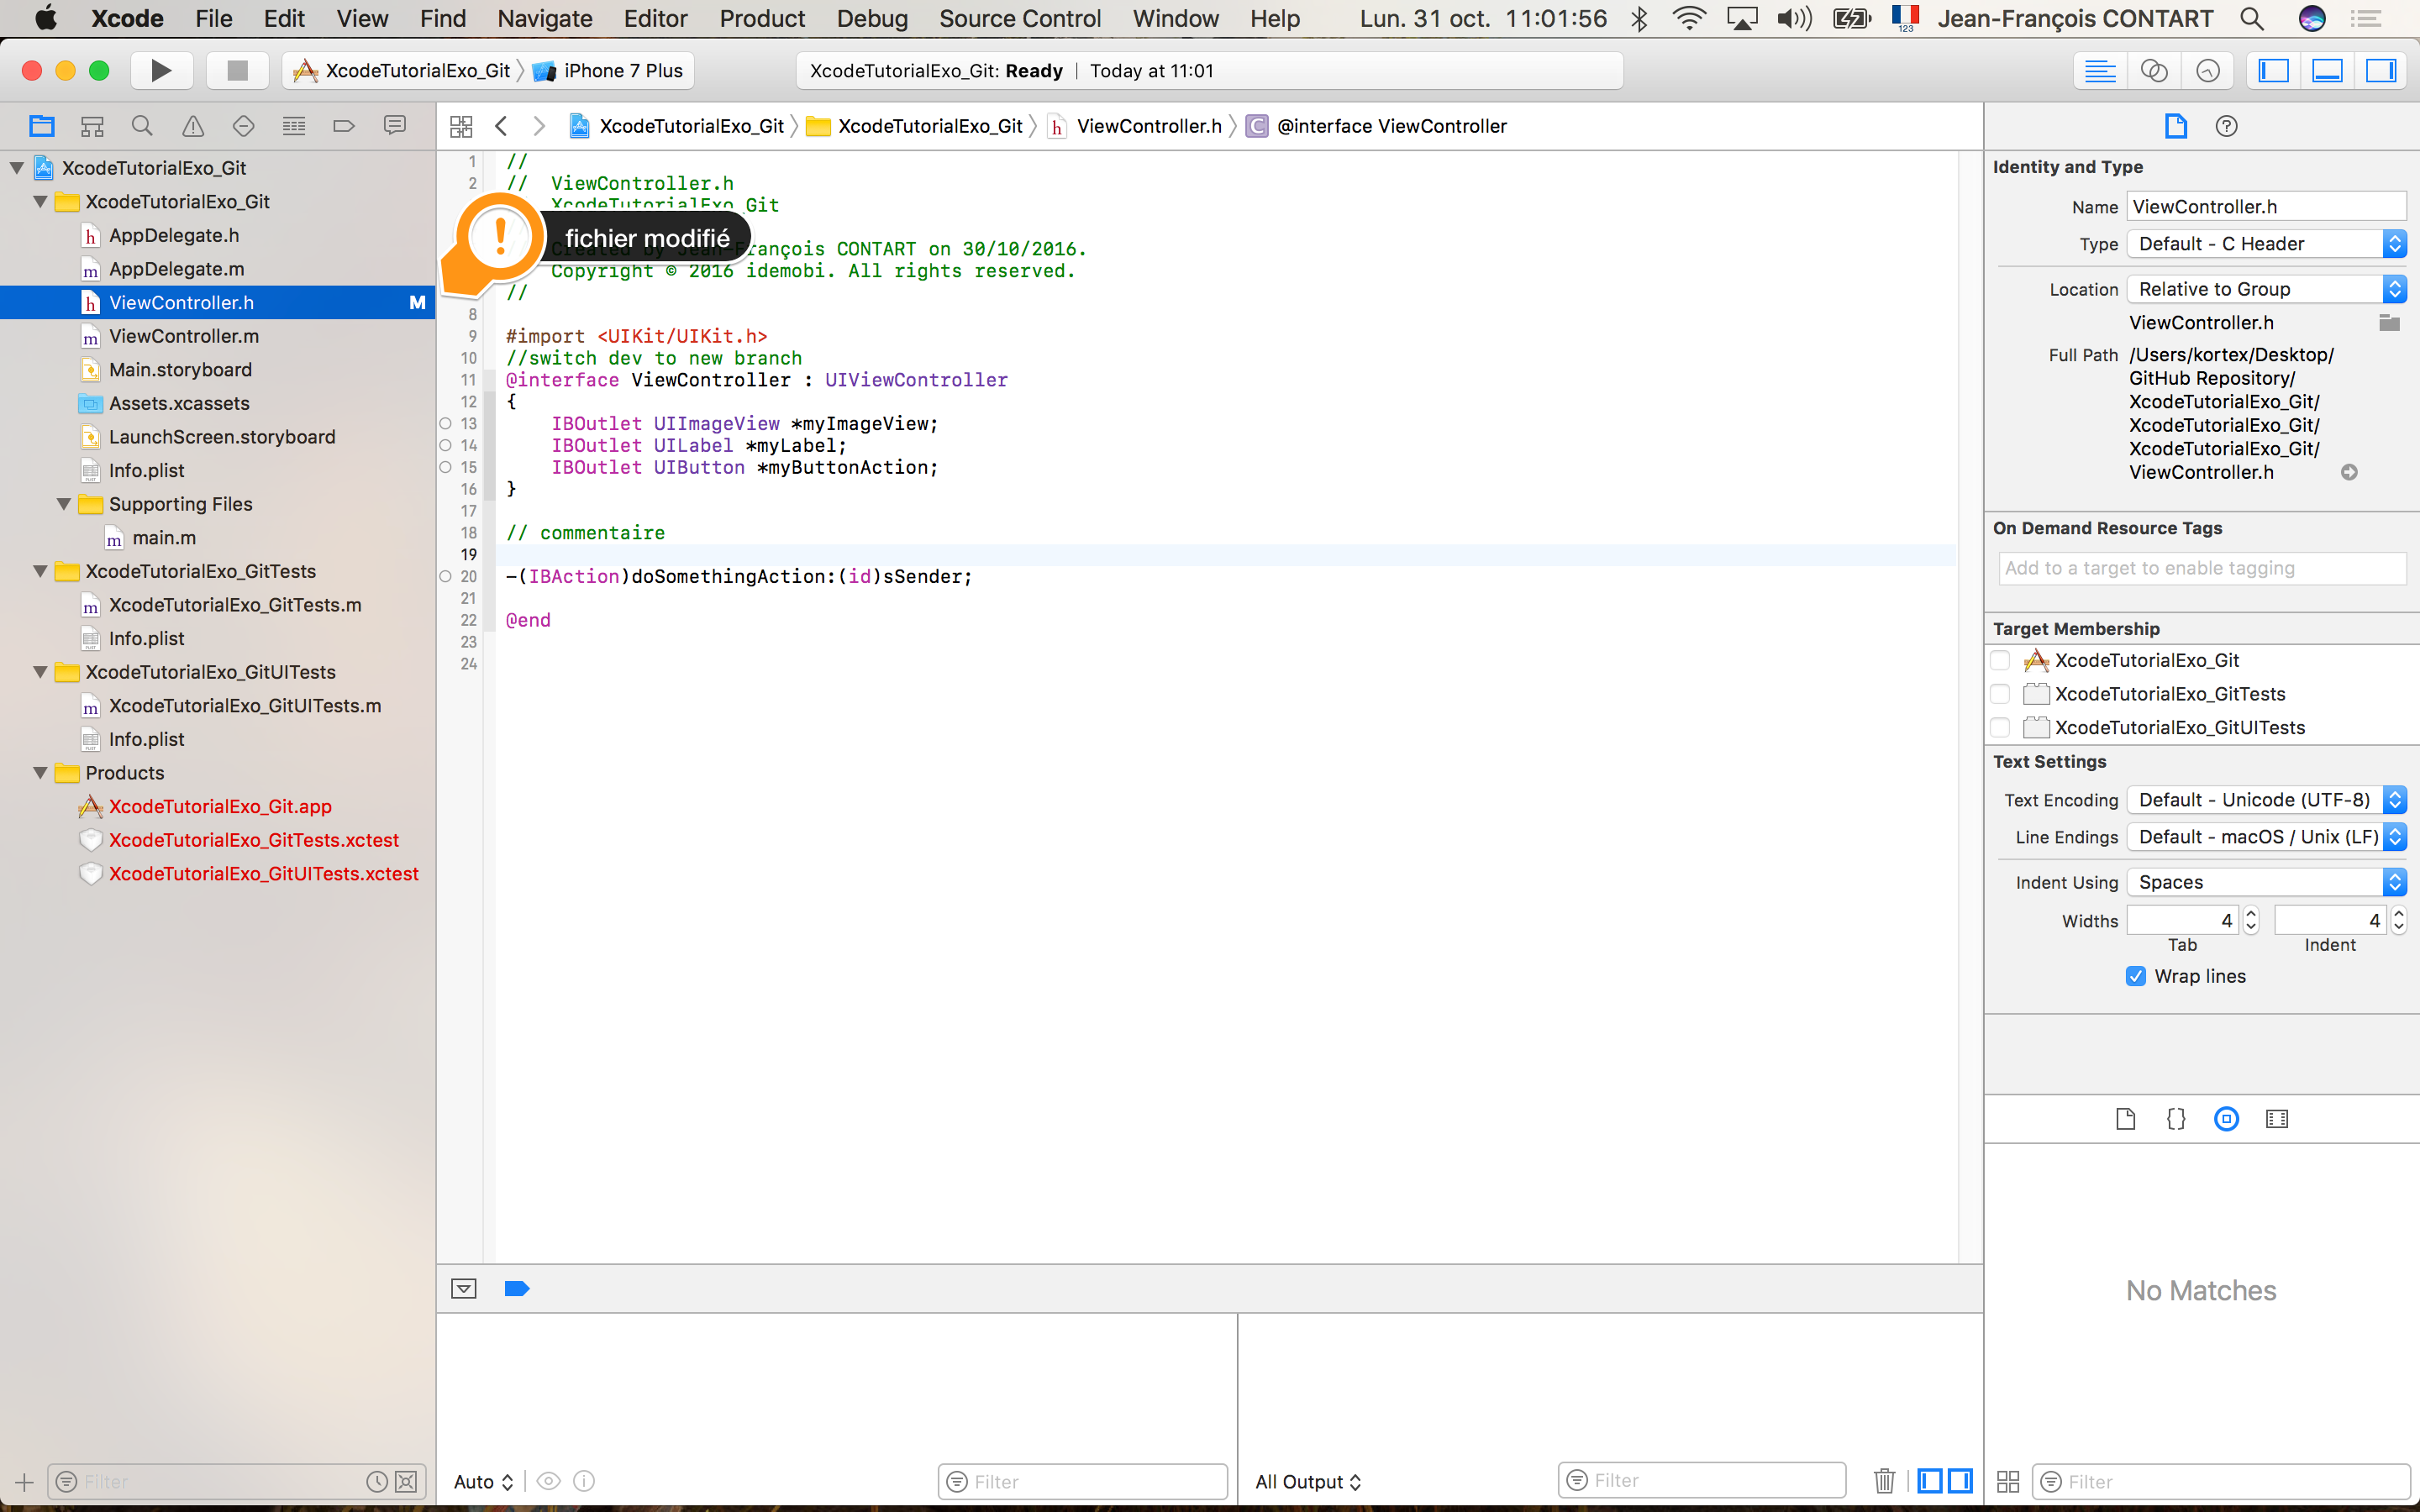 Xcode File Edit View Find Navigate Editor Product Debug Source Control Window Help Lun. 31 oct. 11:01:56 123 Jean-François CONTART
XcodeTutorialExo_Git iPhone 7 Plus XcodeTutorialExo_Git: Ready | Today at 11:01
XcodeTutorialExo_Git XcodeTutorialExo_Git h ViewController.h C @interface ViewController
XcodeTutorialExo_Git
XcodeTutorialExo_Git
h AppDelegate.h
m AppDelegate.m
h ViewController.h M
m ViewController.m
Main.storyboard
Assets.xcassets
LaunchScreen.storyboard
Info.plist
Supporting Files
m main.m
XcodeTutorialExo_GitTests
m XcodeTutorialExo_GitTests.m
Info.plist
XcodeTutorialExo_GitUITests
m XcodeTutorialExo_GitUITests.m
Info.plist
Products
XcodeTutorialExo_Git.app
XcodeTutorialExo_GitTests.xctest
XcodeTutorialExo_GitUITests.xctest
Filter
1 //
2 // ViewController.h
XcodeTutorialExo_Git
! fichier modifié
Created by Jean-François CONTART on 30/10/2016.
Copyright © 2016 idemobi. All rights reserved.
//
8
9 #import <UIKit/UIKit.h>
10 //switch dev to new branch
11 @interface ViewController : UIViewController
12 {
13 IBOutlet UIImageView *myImageView;
14 IBOutlet UILabel *myLabel;
15 IBOutlet UIButton *myButtonAction;
16 }
17
18 // commentaire
19
20 -(IBAction)doSomethingAction:(id)sSender;
21
22 @end
23
24
Auto Filter
All Output Filter
Identity and Type
Name ViewController.h
Type Default - C Header
Location Relative to Group
ViewController.h
Full Path /Users/kortex/Desktop/
GitHub Repository/
XcodeTutorialExo_Git/
XcodeTutorialExo_Git/
XcodeTutorialExo_Git/
ViewController.h
On Demand Resource Tags
Add to a target to enable tagging
Target Membership
XcodeTutorialExo_Git
XcodeTutorialExo_GitTests
XcodeTutorialExo_GitUITests
Text Settings
Text Encoding Default - Unicode (UTF-8)
Line Endings Default - macOS / Unix (LF)
Indent Using Spaces
Widths 4 4
Tab Indent
Wrap lines
{}
No Matches
Filter